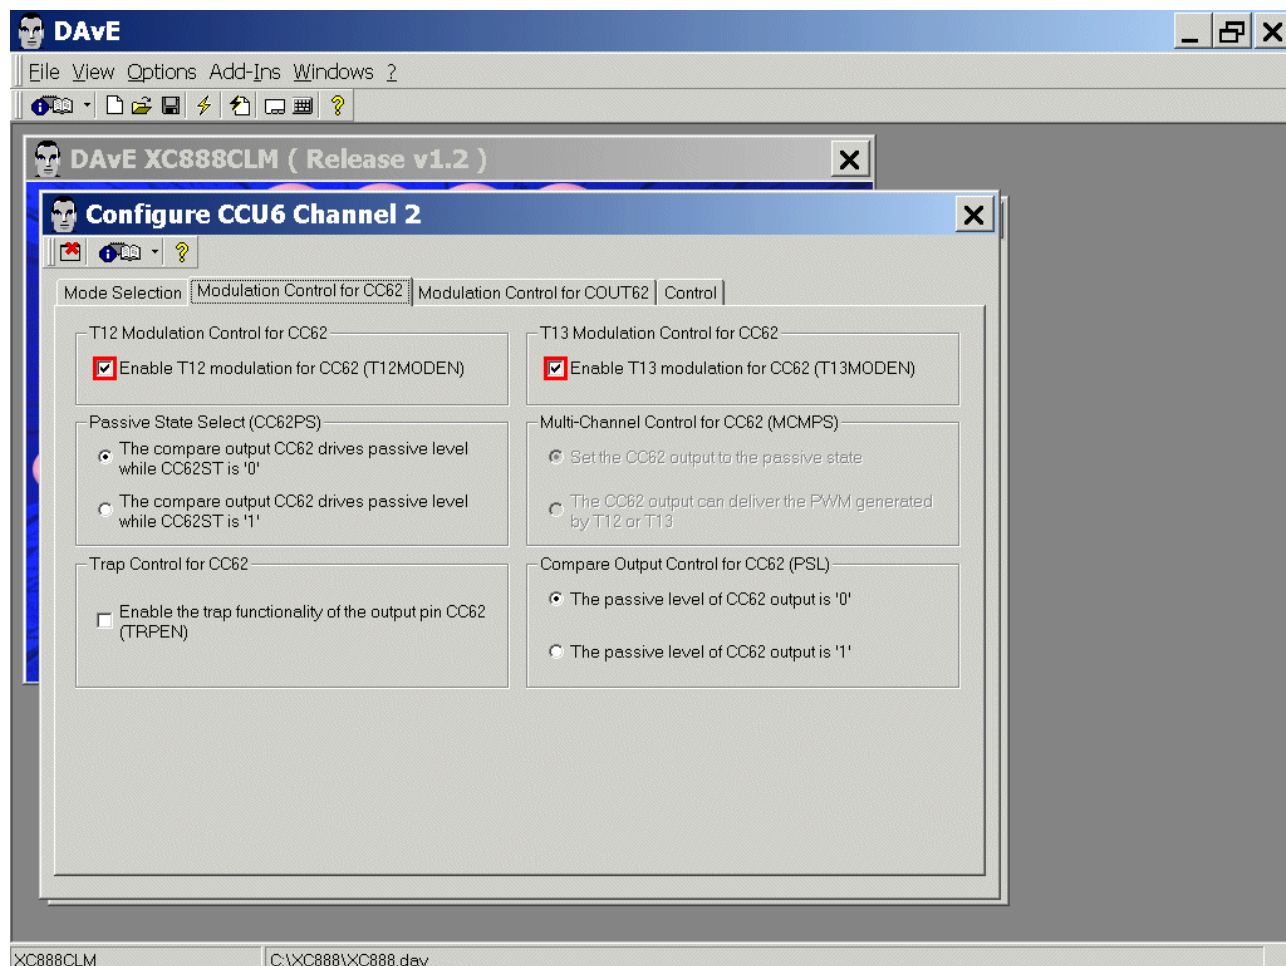 DAvE
File View Options Add-Ins Windows ?
DAvE XC888CLM ( Release v1.2 )
Configure CCU6 Channel 2
Mode Selection Modulation Control for CC62 Modulation Control for COUT62 Control
T12 Modulation Control for CC62
Enable T12 modulation for CC62 (T12MODEN)
T13 Modulation Control for CC62
Enable T13 modulation for CC62 (T13MODEN)
Passive State Select (CC62PS)
The compare output CC62 drives passive level
while CC62ST is '0'
The compare output CC62 drives passive level
while CC62ST is '1'
Multi-Channel Control for CC62 (MCMPS)
Set the CC62 output to the passive state
The CC62 output can deliver the PWM generated
by T12 or T13
Trap Control for CC62
Enable the trap functionality of the output pin CC62
(TRPEN)
Compare Output Control for CC62 (PSL)
The passive level of CC62 output is '0'
The passive level of CC62 output is '1'
XC888CLM C:\XC888\XC888.dav